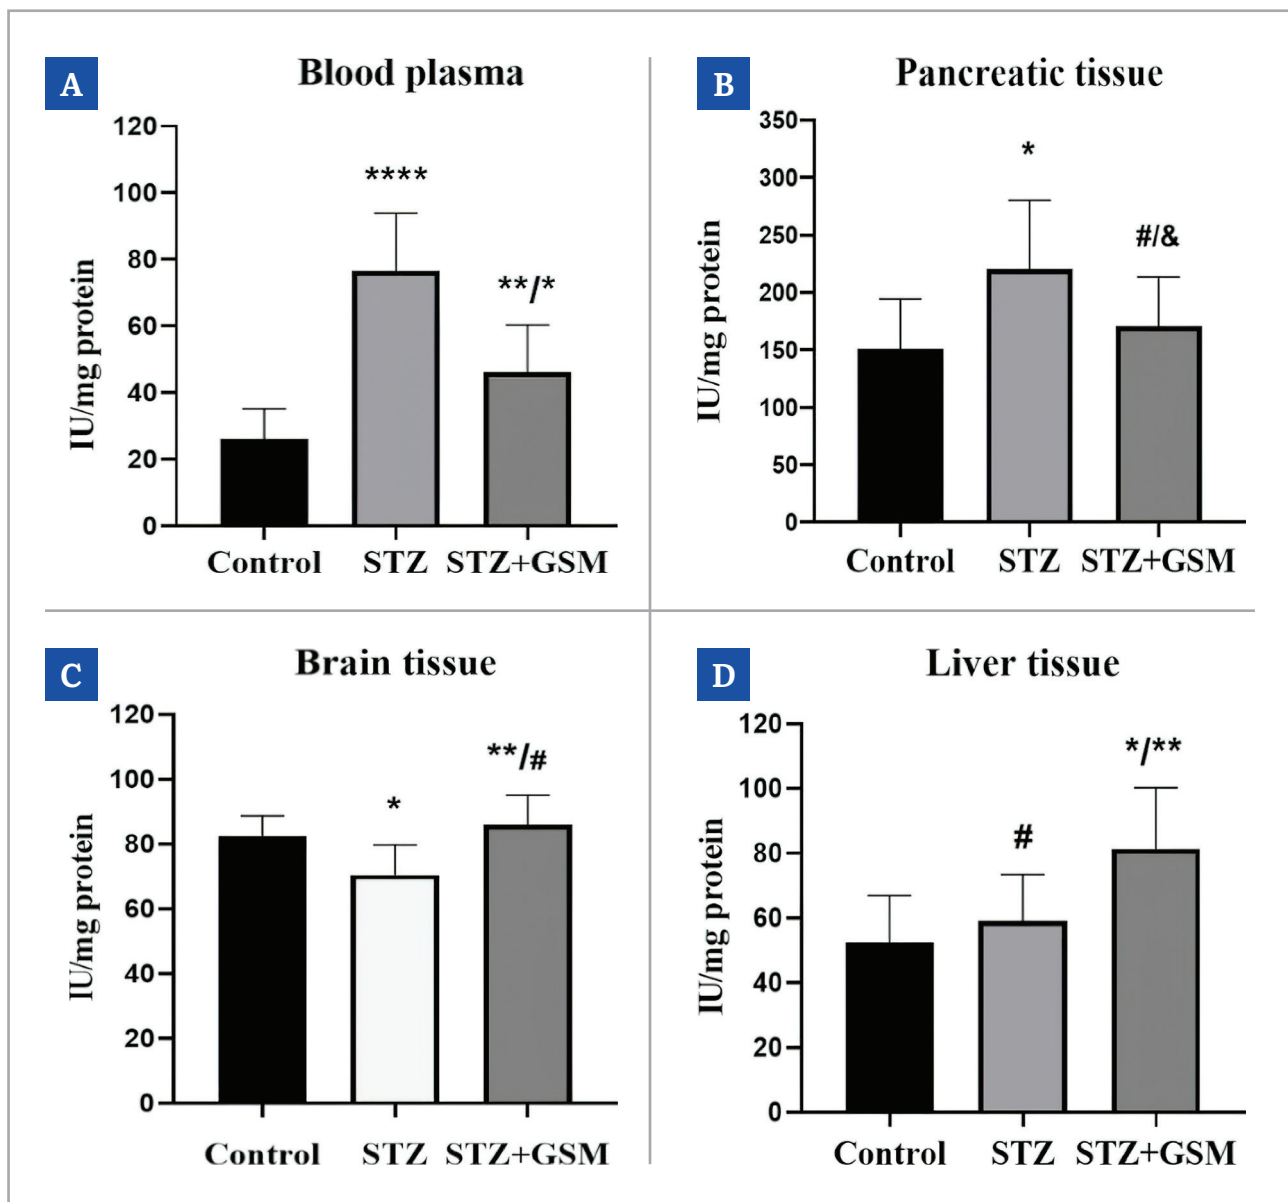 A
Blood plasma
IU/mg protein
120
100
80
60
40
20
0
****
**/*
Control STZ STZ+GSM
B
Pancreatic tissue
IU/mg protein
350
300
250
200
150
100
50
0
*
#/&
Control STZ STZ+GSM
C
Brain tissue
IU/mg protein
120
100
80
60
40
20
0
*
**/#
Control STZ STZ+GSM
D
Liver tissue
IU/mg protein
120
100
80
60
40
20
0
#
*/**
Control STZ STZ+GSM